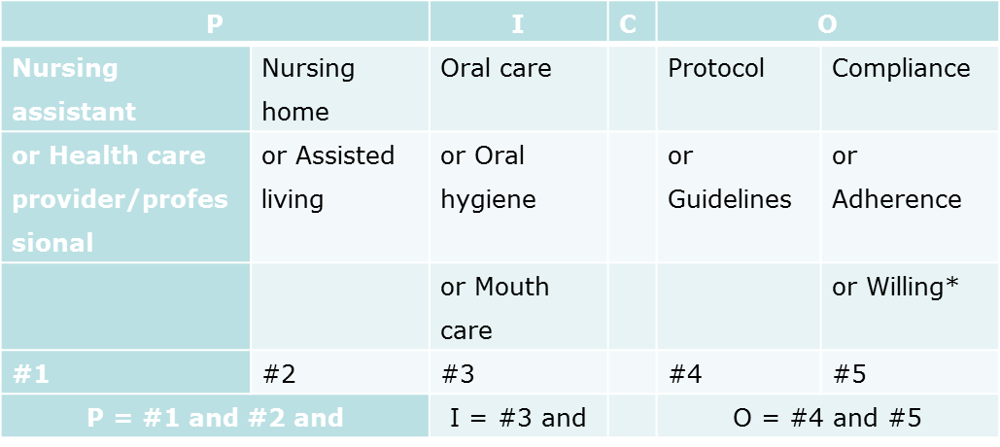 P I C O
Nursing assistant Nursing home Oral care Protocol Compliance
or Health care provider/profes sional or Assisted living or Oral hygiene or Guidelines or Adherence
or Mouth care or Willing*
#1 #2 #3 #4 #5
P = #1 and #2 and I = #3 and O = #4 and #5